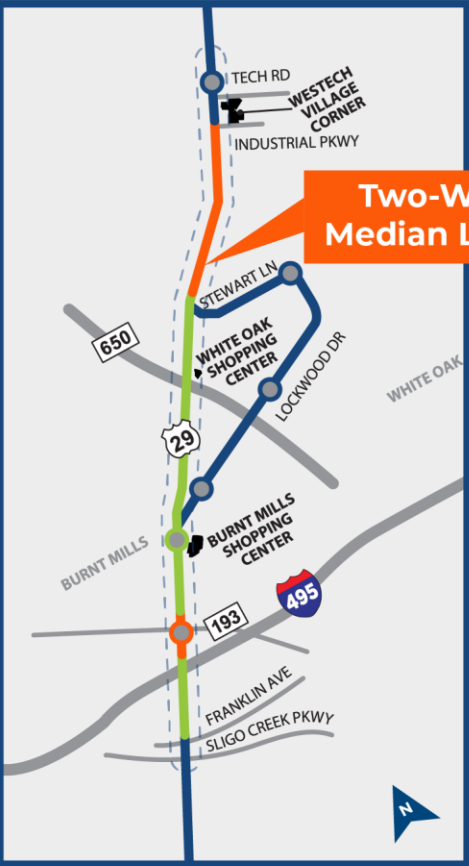 TECH RD
WESTECH
VILLAGE
CORNER
INDUSTRIAL PKWY
Two-W
Median L
STEWART LN
650
WHITE OAK
SHOPPING
CENTER
LOCKWOOD DR
WHITE OAK
29
BURNT MILLS
SHOPPING
CENTER
BURNT MILLS
495
193
FRANKLIN AVE
SLIGO CREEK PKWY
N